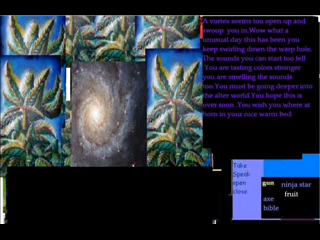 A vortex seems too open up and
swoop you in.Wow what a
unusual day this has been you
keep swirling down the warp hole.
The sounds you can start too fell
.You are tasting colors stronger
you are smelling the sounds
too.You must be going deeper into
the alter world.You hope this is
over soon .You wish you where at
hem in your nice warm bed
Take
Speak
open
close
gun ninja star
fruit
axe
bible